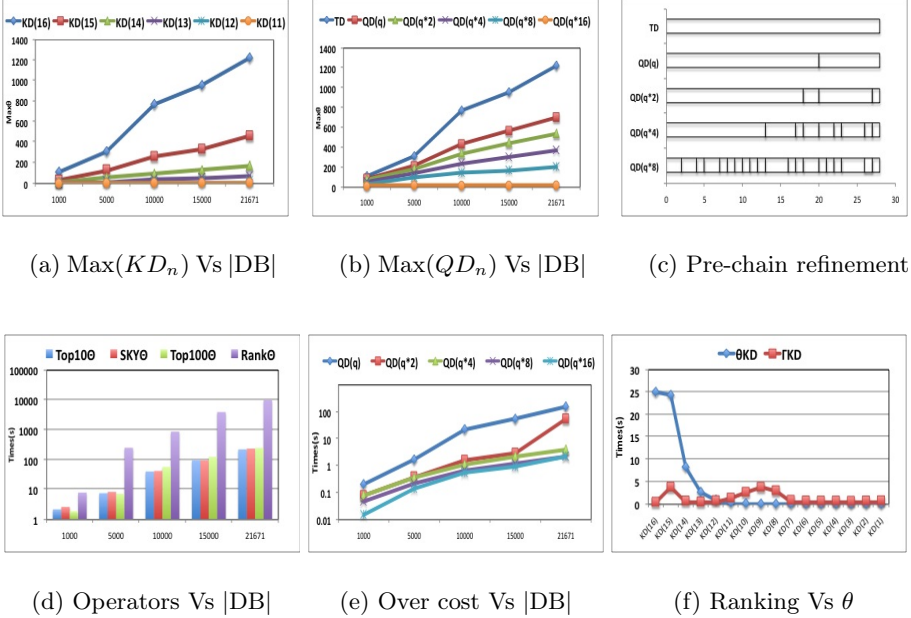 KD(16) KD(15) KD(14) KD(13) KD(12) KD(11)
1400
1200
1000
800
600
400
200
0
Maxθ
1000 5000 10000 15000 21671
(a) Max(KDn) Vs |DB|
TD QD(q) QD(q*2) QD(q*4) QD(q*8) QD(q*16)
1400
1200
1000
800
600
400
200
0
Maxθ
1000 5000 10000 15000 21671
(b) Max(QDn) Vs |DB|
TD
QD(q)
QD(q*2)
QD(q*4)
QD(q*8)
0 5 10 15 20 25 30
(c) Pre-chain refinement
Top10Θ SKYΘ Top100Θ RankΘ
100000
10000
1000
100
10
1
Times(s)
1000 5000 10000 15000 21671
(d) Operators Vs |DB|
QD(q) QD(q*2) QD(q*4) QD(q*8) QD(q*16)
100
10
1
0.1
0.01
Times(s)
1000 5000 10000 15000 21671
(e) Over cost Vs |DB|
θKD ΓKD
30
25
20
15
10
5
0
Times(s)
KD(16) KD(15) KD(14) KD(13) KD(12) KD(11) KD(10) KD(9) KD(8) KD(7) KD(6) KD(5) KD(4) KD(3) KD(2) KD(1)
(f) Ranking Vs θ